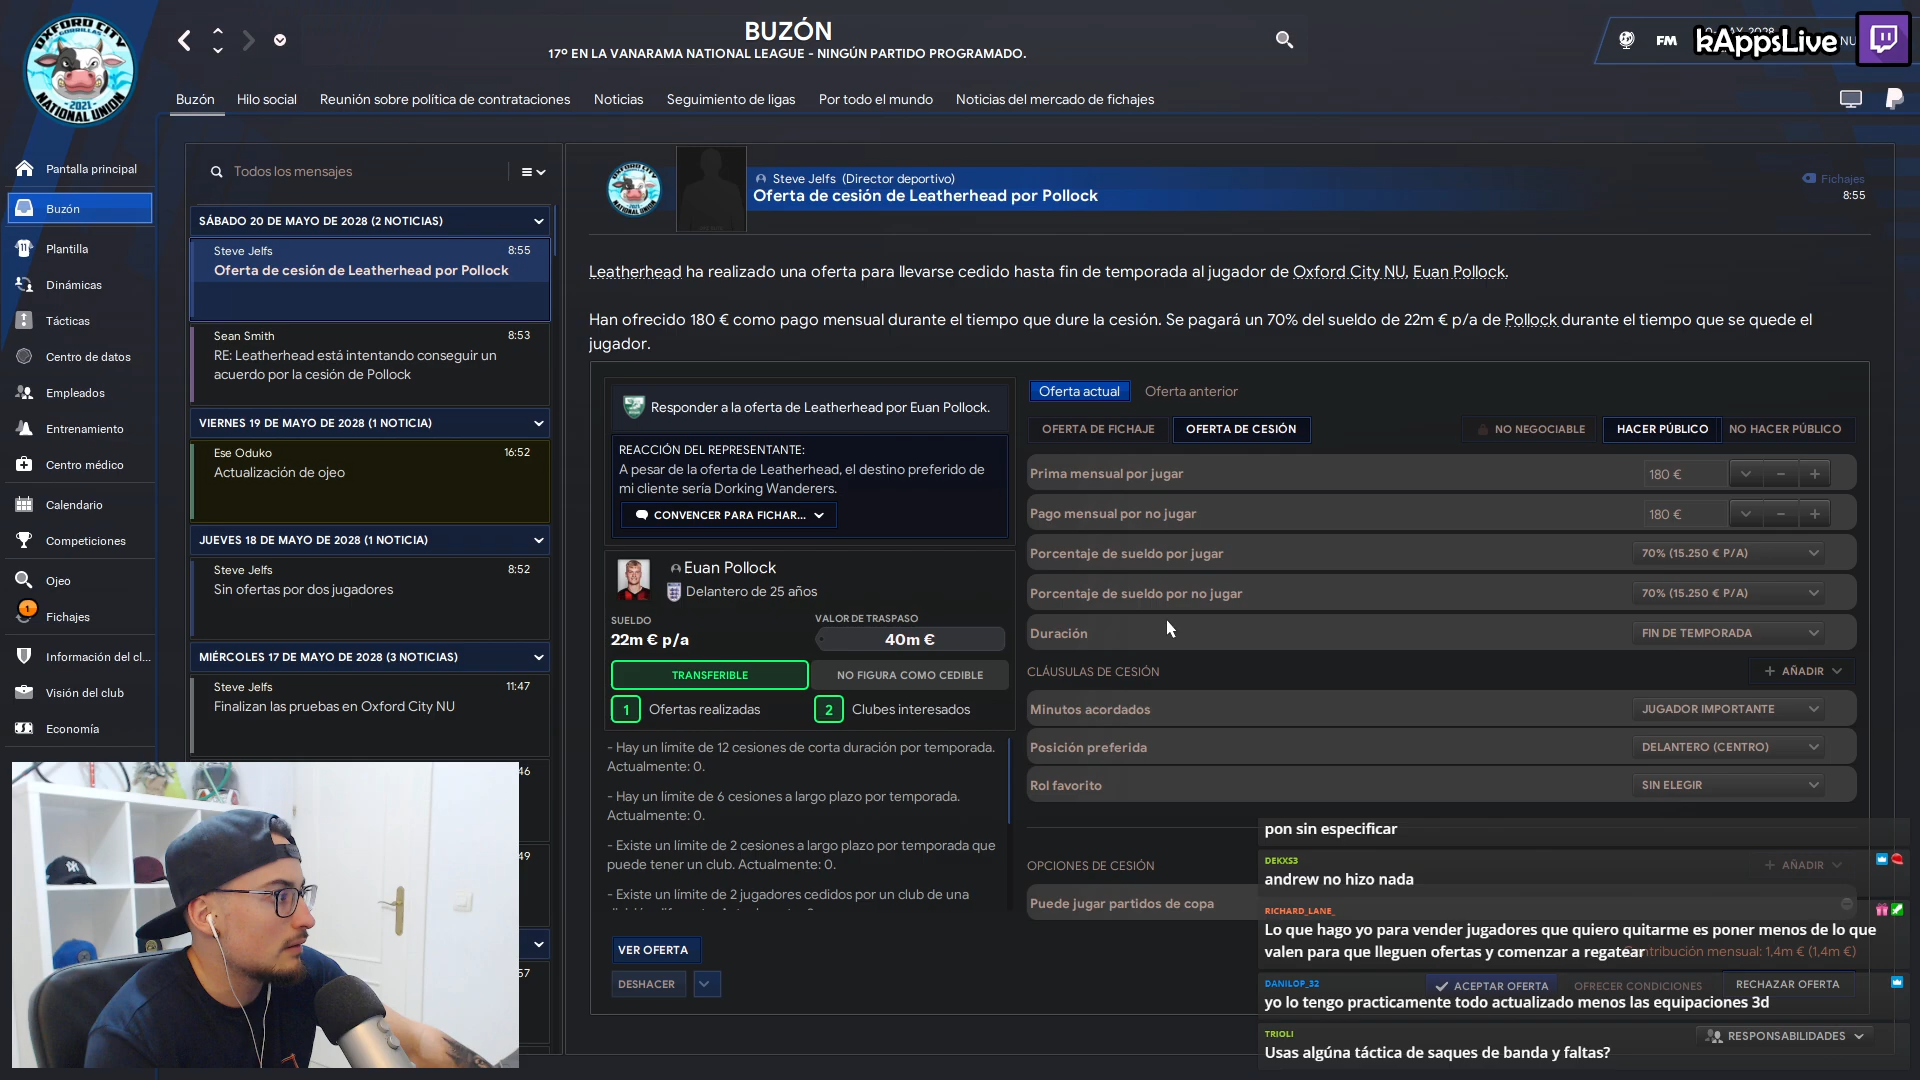 OXFORD CITY
GORRILLAS
- 2021 -
NATIONAL UNION
BUZÓN
17º EN LA VANARAMA NATIONAL LEAGUE - NINGÚN PARTIDO PROGRAMADO.
FM
kAppsLive
NU
Buzón
Hilo social
Reunión sobre política de contrataciones
Noticias
Seguimiento de ligas
Por todo el mundo
Noticias del mercado de fichajes
Pantalla principal
Buzón
Plantilla
Dinámicas
Tácticas
Centro de datos
Empleados
Entrenamiento
Centro médico
Calendario
Competiciones
Ojeo
1
Fichajes
Información del cl...
Visión del club
Economía
Todos los mensajes
SÁBADO 20 DE MAYO DE 2028 (2 NOTICIAS)
Steve Jelfs 8:55
Oferta de cesión de Leatherhead por Pollock
Sean Smith 8:53
RE: Leatherhead está intentando conseguir un
acuerdo por la cesión de Pollock
VIERNES 19 DE MAYO DE 2028 (1 NOTICIA)
Ese Oduko 16:52
Actualización de ojeo
JUEVES 18 DE MAYO DE 2028 (1 NOTICIA)
Steve Jelfs 8:52
Sin ofertas por dos jugadores
MIÉRCOLES 17 DE MAYO DE 2028 (3 NOTICIAS)
Steve Jelfs 11:47
Finalizan las pruebas en Oxford City NU
46
49
57
Steve Jelfs (Director deportivo)
Oferta de cesión de Leatherhead por Pollock
Fichajes
8:55
Leatherhead ha realizado una oferta para llevarse cedido hasta fin de temporada al jugador de Oxford City NU, Euan Pollock.
Han ofrecido 180 € como pago mensual durante el tiempo que dure la cesión. Se pagará un 70% del sueldo de 22m € p/a de Pollock durante el tiempo que se quede el
jugador.
Responder a la oferta de Leatherhead por Euan Pollock.
REACCIÓN DEL REPRESENTANTE:
A pesar de la oferta de Leatherhead, el destino preferido de
mi cliente sería Dorking Wanderers.
CONVENCER PARA FICHAR...
Euan Pollock
Delantero de 25 años
SUELDO
22m € p/a
VALOR DE TRASPASO
40m €
TRANSFERIBLE
NO FIGURA COMO CEDIBLE
1 Ofertas realizadas
2 Clubes interesados
- Hay un límite de 12 cesiones de corta duración por temporada.
Actualmente: 0.
- Hay un límite de 6 cesiones a largo plazo por temporada.
Actualmente: 0.
- Existe un límite de 2 cesiones a largo plazo por temporada que
puede tener un club. Actualmente: 0.
- Existe un límite de 2 jugadores cedidos por un club de una
VER OFERTA
DESHACER
Oferta actual
Oferta anterior
OFERTA DE FICHAJE
OFERTA DE CESIÓN
NO NEGOCIABLE
HACER PÚBLICO
NO HACER PÚBLICO
Prima mensual por jugar 180 €
Pago mensual por no jugar 180 €
Porcentaje de sueldo por jugar 70% (15.250 € P/A)
Porcentaje de sueldo por no jugar 70% (15.250 € P/A)
Duración FIN DE TEMPORADA
CLÁUSULAS DE CESIÓN + AÑADIR
Minutos acordados JUGADOR IMPORTANTE
Posición preferida DELANTERO (CENTRO)
Rol favorito SIN ELEGIR
OPCIONES DE CESIÓN + AÑADIR
Puede jugar partidos de copa
ntribución mensual: 1,4m € (1,4m €)
ACEPTAR OFERTA
OFRECER CONDICIONES
RECHAZAR OFERTA
RESPONSABILIDADES
pon sin especificar
DEKXS3
andrew no hizo nada
RICHARD_LANE_
Lo que hago yo para vender jugadores que quiero quitarme es poner menos de lo que
valen para que lleguen ofertas y comenzar a regatear
DANILOP_32
yo lo tengo practicamente todo actualizado menos las equipaciones 3d
TRIOLI
Usas algúna táctica de saques de banda y faltas?